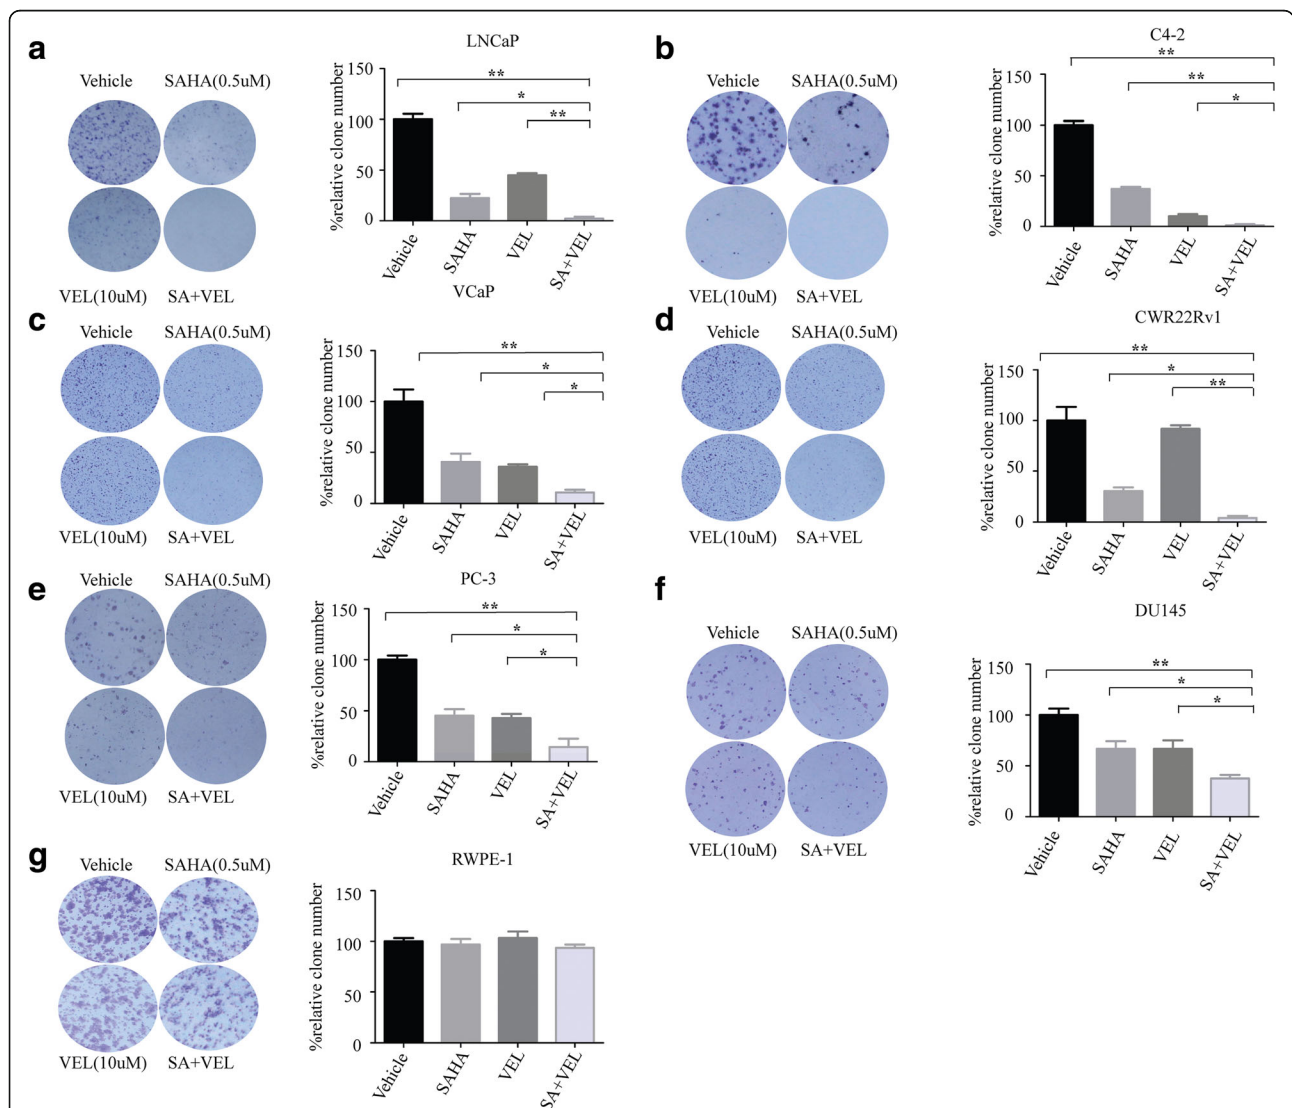 a
LNCaP
Vehicle SAHA(0.5uM)
VEL(10uM) SA+VEL
%relative clone number
150
100
50
0
** 
*
**
Vehicle SAHA VEL SA+VEL
b
C4-2
Vehicle SAHA(0.5uM)
VEL(10uM) SA+VEL
%relative clone number
150
100
50
0
**
**
*
Vehicle SAHA VEL SA+VEL
c
VCaP
Vehicle SAHA(0.5uM)
VEL(10uM) SA+VEL
%relative clone number
150
100
50
0
**
*
*
Vehicle SAHA VEL SA+VEL
d
CWR22Rv1
Vehicle SAHA(0.5uM)
VEL(10uM) SA+VEL
%relative clone number
150
100
50
0
**
*
**
Vehicle SAHA VEL SA+VEL
e
PC-3
Vehicle SAHA(0.5uM)
VEL(10uM) SA+VEL
%relative clone number
150
100
50
0
**
*
*
Vehicle SAHA VEL SA+VEL
f
DU145
Vehicle SAHA(0.5uM)
VEL(10uM) SA+VEL
%relative clone number
150
100
50
0
**
*
*
Vehicle SAHA VEL SA+VEL
g
RWPE-1
Vehicle SAHA(0.5uM)
VEL(10uM) SA+VEL
%relative clone number
150
100
50
0
Vehicle SAHA VEL SA+VEL